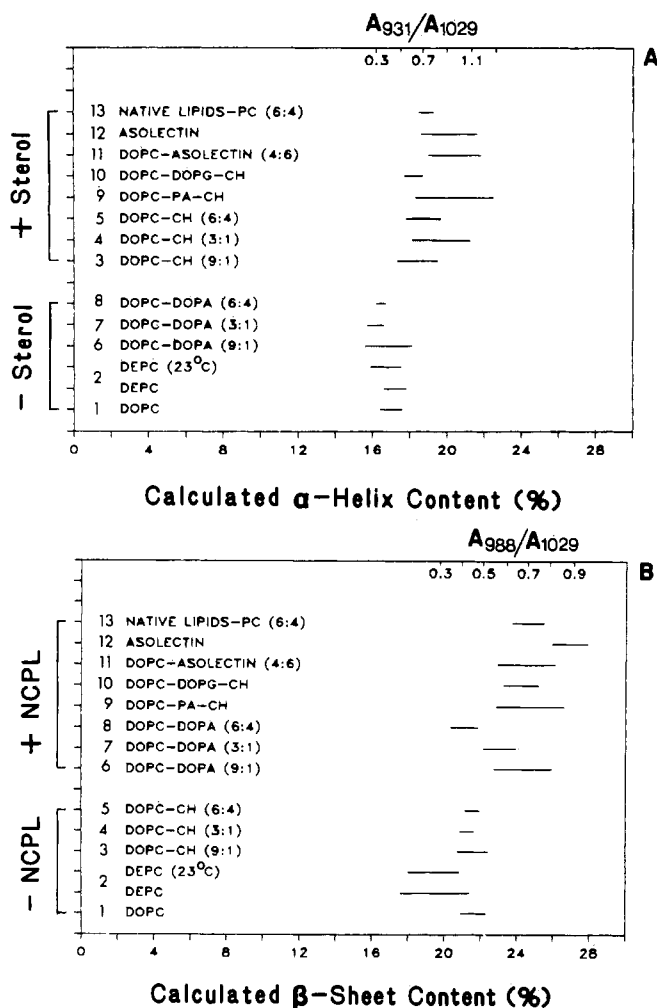 A931/A1029
0.3 0.7 1.1
A
+ Sterol
13 NATIVE LIPIDS-PC (6:4)
12 ASOLECTIN
11 DOPC-ASOLECTIN (4:6)
10 DOPC-DOPG-CH
9 DOPC-PA-CH
5 DOPC-CH (6:4)
4 DOPC-CH (3:1)
3 DOPC-CH (9:1)
- Sterol
8 DOPC-DOPA (6:4)
7 DOPC-DOPA (3:1)
6 DOPC-DOPA (9:1)
DEPC (23°C)
2
DEPC
1 DOPC
0 4 8 12 16 20 24 28
Calculated α-Helix Content (%)
A988/A1029
0.3 0.5 0.7 0.9
B
+ NCPL
13 NATIVE LIPIDS-PC (6:4)
12 ASOLECTIN
11 DOPC-ASOLECTIN (4:6)
10 DOPC-DOPG-CH
9 DOPC-PA-CH
8 DOPC-DOPA (6:4)
7 DOPC-DOPA (3:1)
6 DOPC-DOPA (9:1)
- NCPL
5 DOPC-CH (6:4)
4 DOPC-CH (3:1)
3 DOPC-CH (9:1)
DEPC (23°C)
2
DEPC
1 DOPC
0 4 8 12 16 20 24 28
Calculated β-Sheet Content (%)